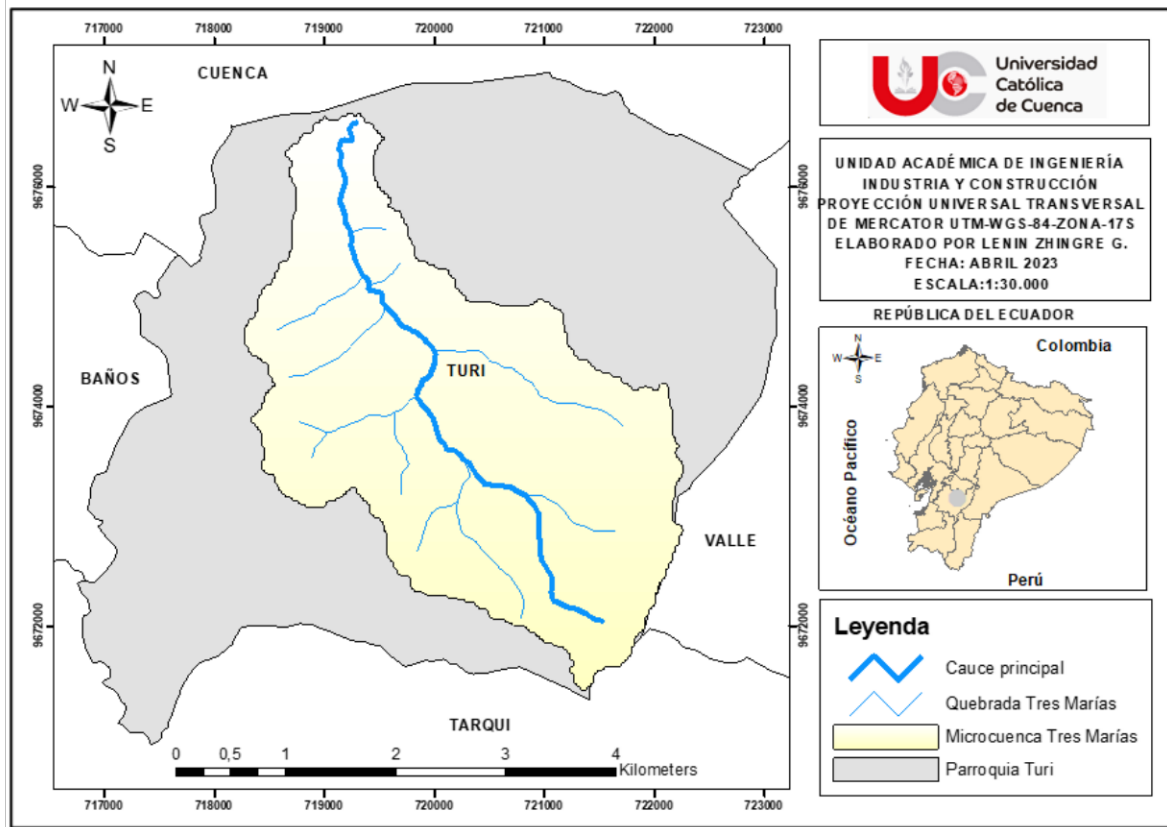 717000 718000 719000 720000 721000 722000 723000
CUENCA
N
W E
S
9676000 9676000
BAÑOS
TURI
9674000 9674000
VALLE
9672000 9672000
TARQUI
0 0,5 1 2 3 4
Kilometers
717000 718000 719000 720000 721000 722000 723000
UC
Universidad
Católica
de Cuenca
UNIDAD ACADÉMICA DE INGENIERÍA
INDUSTRIA Y CONSTRUCCIÓN
PROYECCIÓN UNIVERSAL TRANSVERSAL
DE MERCATOR UTM-WGS-84-ZONA-17S
ELABORADO POR LENIN ZHINGRE G.
FECHA: ABRIL 2023
ESCALA:1:30.000
REPÚBLICA DEL ECUADOR
N
W E
S
Colombia
Océano Pacífico
Perú
Leyenda
Cauce principal
Quebrada Tres Marías
Microcuenca Tres Marías
Parroquia Turi